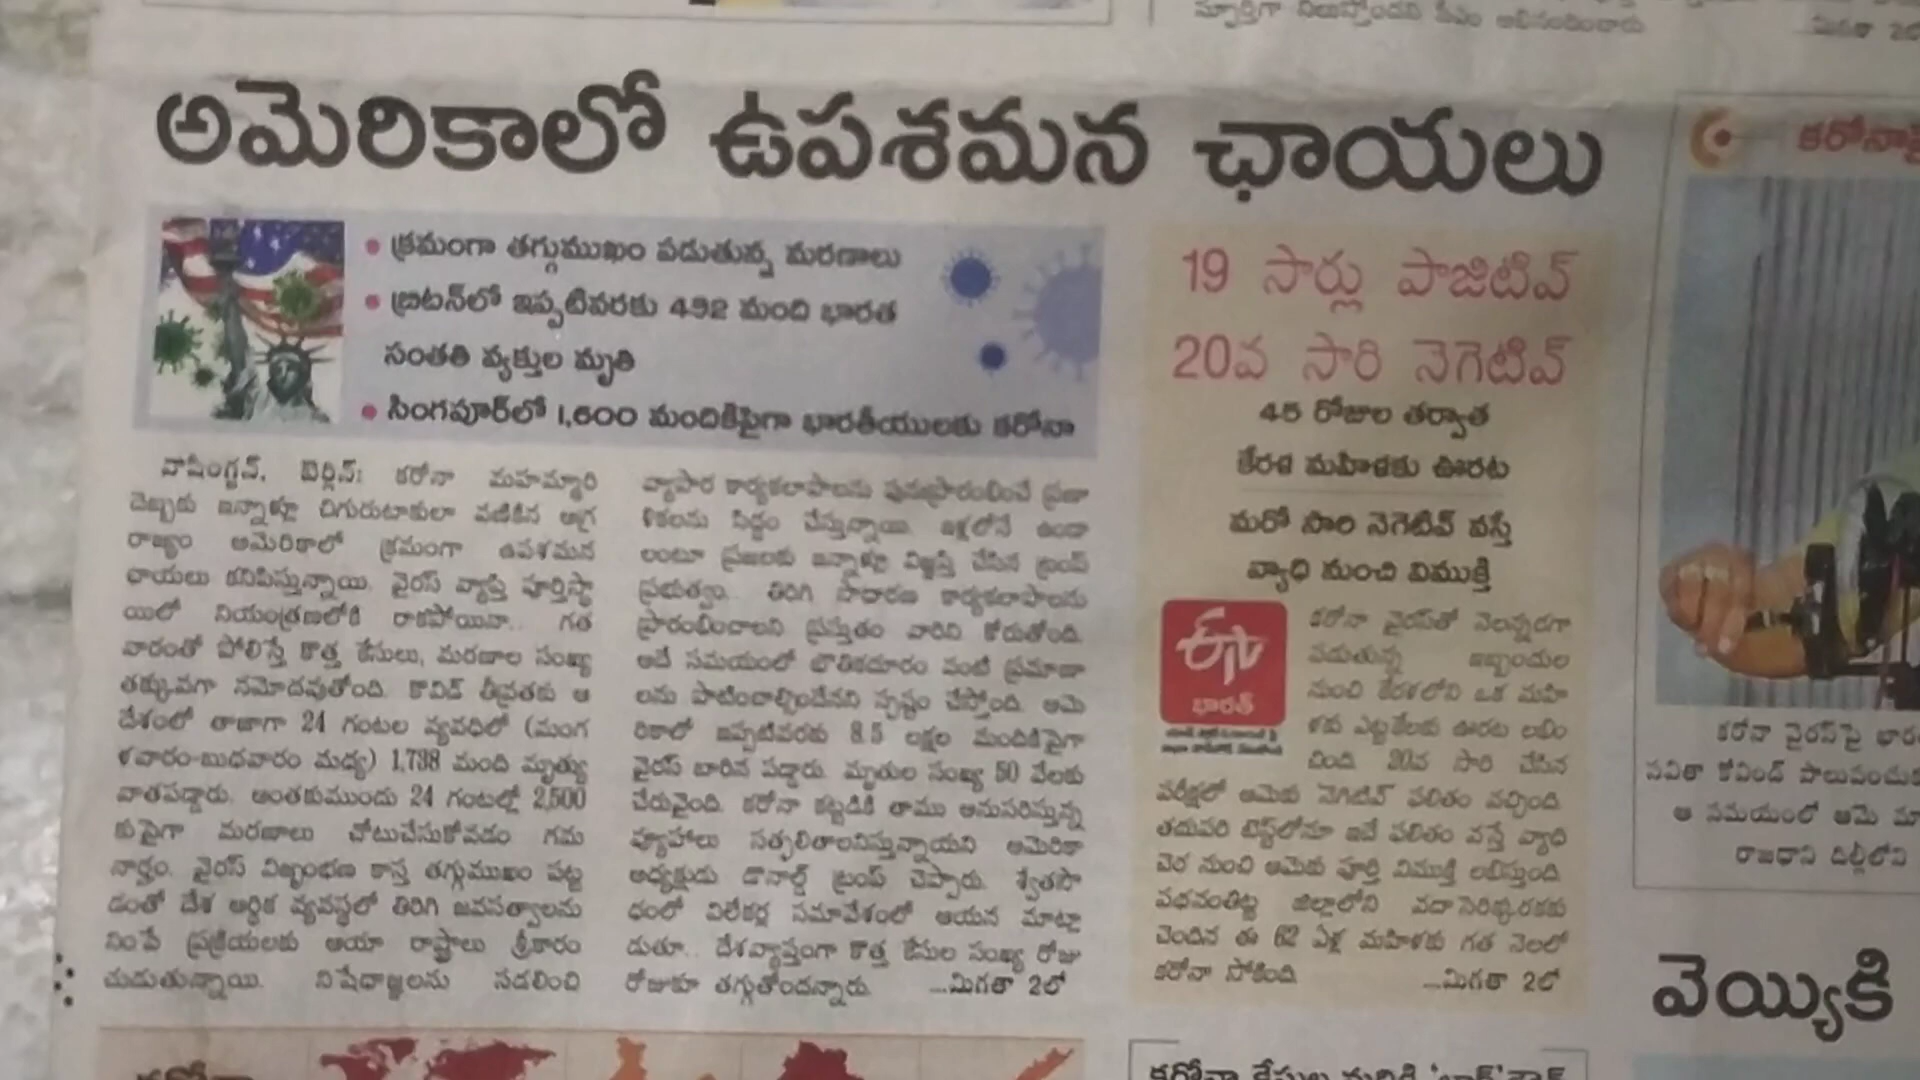 స్ఫూర్తిగా నిలుస్తోందని సీఎం అభినందించారు
...మిగతా 2లో
అమెరికాలో ఉపశమన ఛాయలు
• క్రమంగా తగ్గుముఖం పడుతున్న మరణాలు
• బ్రిటన్‌లో ఇప్పటివరకు 492 మంది భారత
సంతతి వ్యక్తుల మృతి
• సింగపూర్‌లో 1,600 మందికిపైగా భారతీయులకు కరోనా
వాషింగ్టన్, బెర్లిన్: కరోనా మహమ్మారి
దెబ్బకు ఇన్నాళ్లూ చిగురుటాకులా వణికిన అగ్ర
రాజ్యం అమెరికాలో క్రమంగా ఉపశమన
ఛాయలు కనిపిస్తున్నాయి. వైరస్ వ్యాప్తి పూర్తిస్థా
యిలో నియంత్రణలోకి రాకపోయినా.. గత
వారంతో పోలిస్తే కొత్త కేసులు, మరణాల సంఖ్య
తక్కువగా నమోదవుతోంది. కొవిడ్ తీవ్రతకు ఆ
దేశంలో తాజాగా 24 గంటల వ్యవధిలో (మంగ
ళవారం-బుధవారం మధ్య) 1,738 మంది మృత్యు
వాతపడ్డారు. అంతకుముందు 24 గంటల్లో 2,500
కుపైగా మరణాలు చోటుచేసుకోవడం గమ
నార్హం. వైరస్ విజృంభణ కాస్త తగ్గుముఖం పట్ట
డంతో దేశ ఆర్థిక వ్యవస్థలో తిరిగి జవసత్వాలను
నింపే ప్రక్రియలకు ఆయా రాష్ట్రాలు శ్రీకారం
చుడుతున్నాయి. నిషేధాజ్ఞలను సడలించి
వ్యాపార కార్యకలాపాలను పునఃప్రారంభించే ప్రణా
ళికలను సిద్ధం చేస్తున్నాయి. ఇళ్లలోనే ఉండా
లంటూ ప్రజలకు ఇన్నాళ్లూ విజ్ఞప్తి చేసిన ట్రంప్
ప్రభుత్వం.. తిరిగి సాధారణ కార్యకలాపాలను
ప్రారంభించాలని ప్రస్తుతం వారిని కోరుతోంది.
అదే సమయంలో భౌతికదూరం వంటి ప్రమాణా
లను పాటించాల్సిందేనని స్పష్టం చేస్తోంది. అమె
రికాలో ఇప్పటివరకు 8.5 లక్షల మందికిపైగా
వైరస్ బారిన పడ్డారు. మృతుల సంఖ్య 50 వేలకు
చేరువైంది. కరోనా కట్టడికి తాము అనుసరిస్తున్న
వ్యూహాలు సత్ఫలితాలనిస్తున్నాయని అమెరికా
అధ్యక్షుడు డొనాల్డ్ ట్రంప్ చెప్పారు. శ్వేతసౌ
ధంలో విలేకర్ల సమావేశంలో ఆయన మాట్లా
డుతూ.. దేశవ్యాప్తంగా కొత్త కేసుల సంఖ్య రోజు
రోజుకూ తగ్గుతోందన్నారు. ...మిగతా 2లో
19 సార్లు పాజిటివ్
20వ సారి నెగెటివ్
45 రోజుల తర్వాత
కేరళ మహిళకు ఊరట
మరో సారి నెగెటివ్ వస్తే
వ్యాధి నుంచి విముక్తి
ఈటీవీ
భారత్
కరోనా వైరస్‌తో నెలన్నరగా
పడుతున్న ఇబ్బందుల
నుంచి కేరళలోని ఒక మహి
ళకు ఎట్టకేలకు ఊరట లభిం
చింది. 20వ సారి చేసిన
పరీక్షలో ఆమెకు నెగెటివ్ ఫలితం వచ్చింది.
తదుపరి టెస్ట్‌లోనూ ఇదే ఫలితం వస్తే వ్యాధి
చెర నుంచి ఆమెకు పూర్తి విముక్తి లభిస్తుంది.
పథనంతిట్ట జిల్లాలోని వదాసెరిక్కరకు
చెందిన ఈ 62 ఏళ్ల మహిళకు గత నెలలో
కరోనా సోకింది. ...మిగతా 2లో
కరోనాపై
కరోనా వైరస్‌పై భార
సవితా కోవింద్ పాలుపంచుకు
ఆ సమయంలో ఆమె మా
రాజధాని దిల్లీలోని
వెయ్యికి